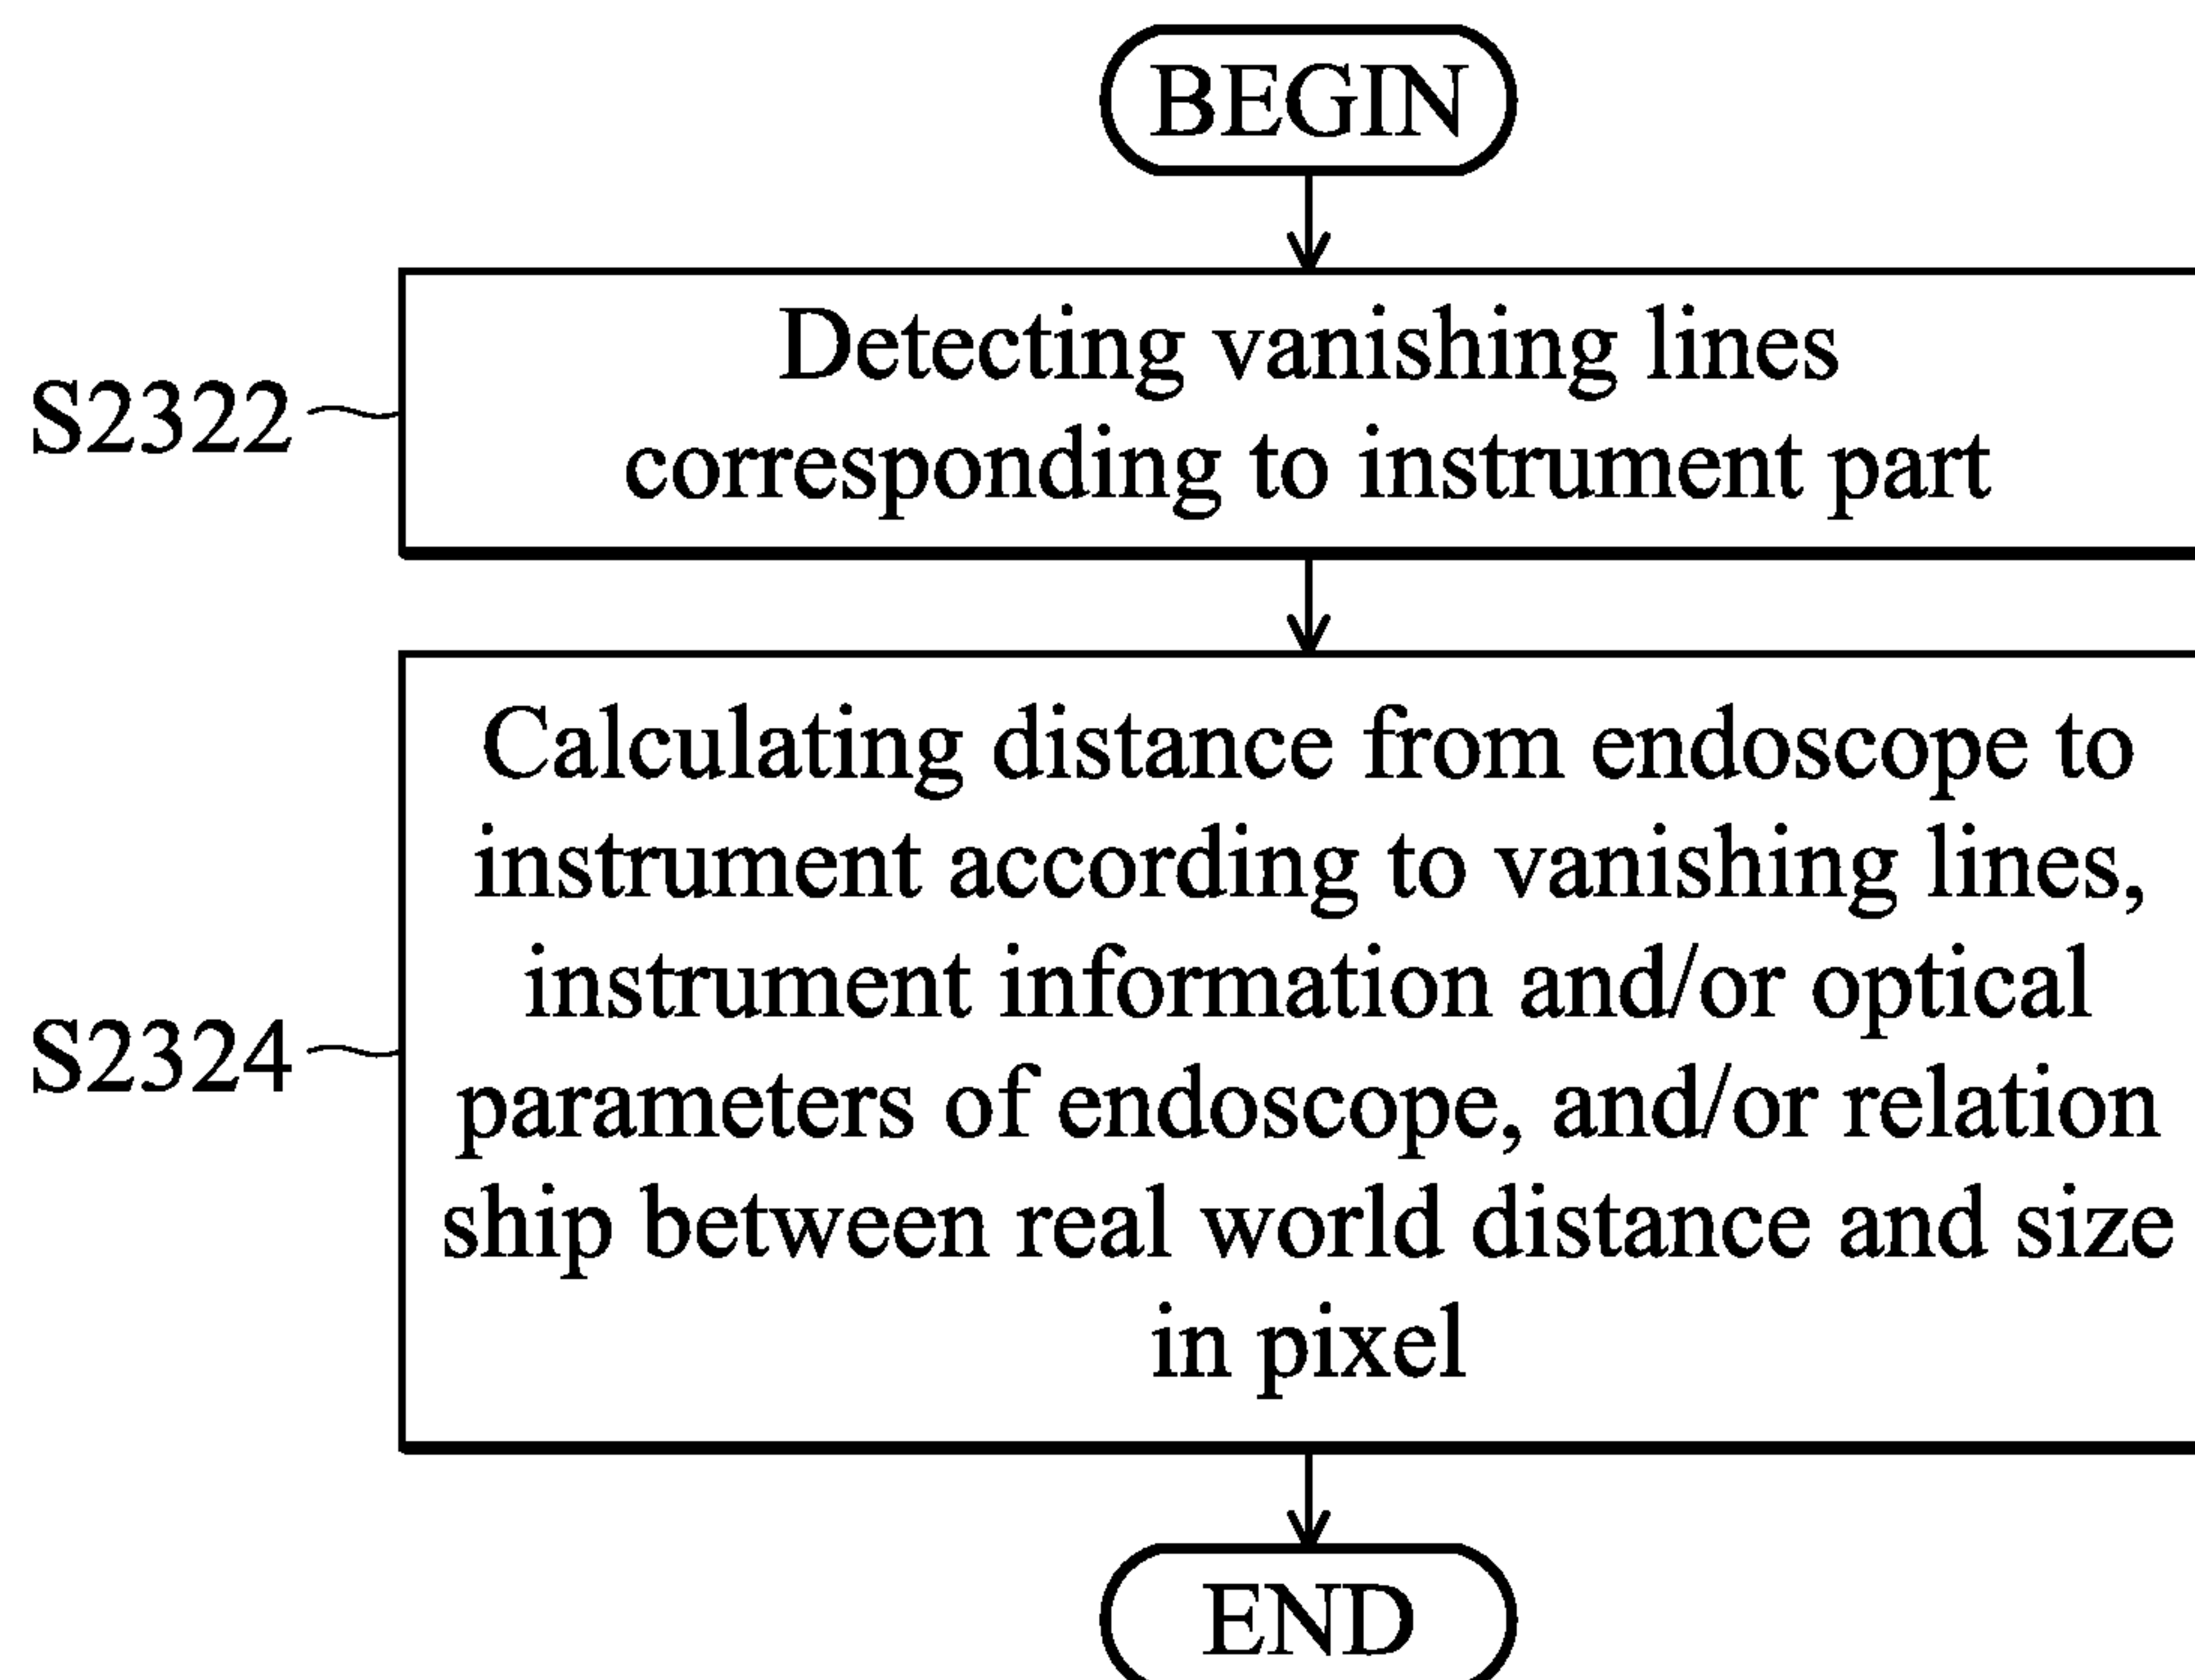 BEGIN
S2322
Detecting vanishing lines
corresponding to instrument part
S2324
Calculating distance from endoscope to
instrument according to vanishing lines,
instrument information and/or optical
parameters of endoscope, and/or relation
ship between real world distance and size
in pixel
END